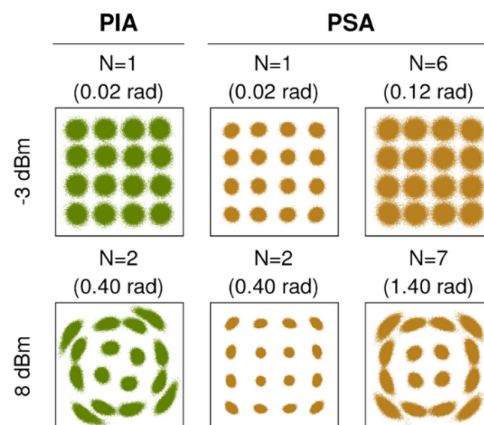 PIA PSA
N=1 N=1 N=6
(0.02 rad) (0.02 rad) (0.12 rad)
-3 dBm
N=2 N=2 N=7
(0.40 rad) (0.40 rad) (1.40 rad)
8 dBm